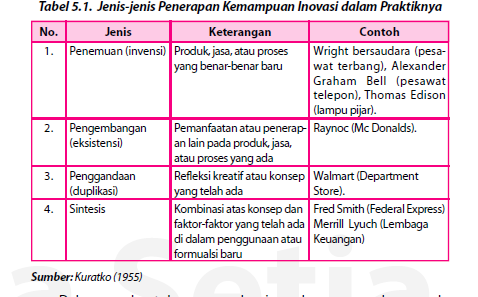 Tabel 5.1. Jenis-jenis Penerapan Kemampuan Inovasi dalam Praktiknya
No. Jenis Keterangan Contoh
1. Penemuan (invensi) Produk, jasa, atau proses Wright bersaudara (pesa-
yang benar-benar baru wat terbang), Alexander
Graham Bell (pesawat
telepon), Thomas Edison
(lampu pijar).
2. Pengembangan Pemanfaatan atau penerap- Raynoc (Mc Donalds).
(eksistensi) an lain pada produk, jasa,
atau proses yang ada
3. Penggandaan Refleksi kreatif atau konsep Walmart (Department
(duplikasi) yang telah ada Store).
4. Sintesis Kombinasi atas konsep dan Fred Smith (Federal Express)
faktor-faktor yang telah ada Merrill Lyuch (Lembaga
di dalam penggunaan atau Keuangan)
formualsi baru
Sumber: Kuratko (1955)